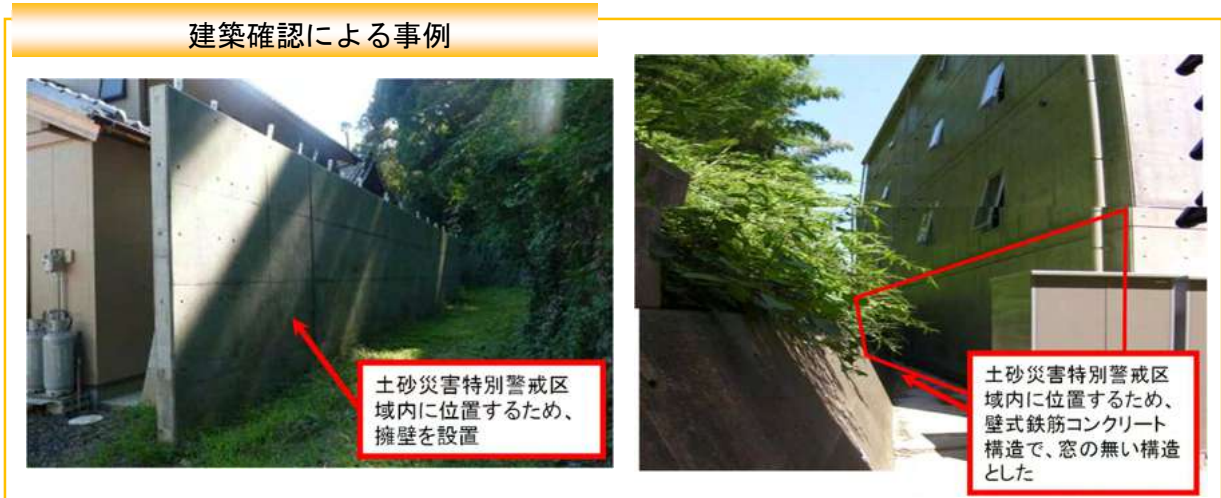 建築確認による事例
土砂災害特別警戒区
域内に位置するため、
擁壁を設置
土砂災害特別警戒区
域内に位置するため、
壁式鉄筋コンクリート
構造で、窓の無い構造
とした